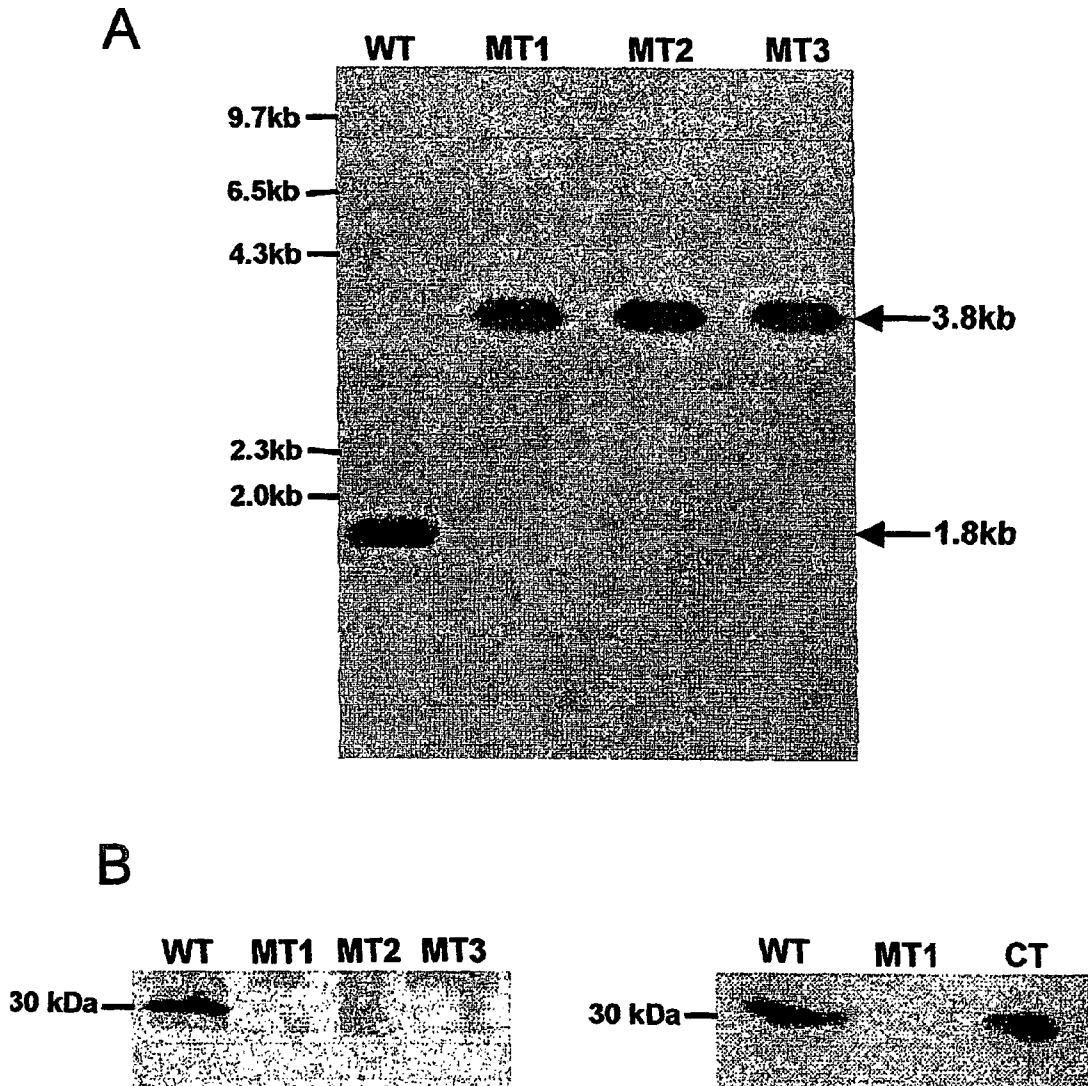 A
WT MT1 MT2 MT3
9.7kb
6.5kb
4.3kb
3.8kb
2.3kb
2.0kb
1.8kb
B
WT MT1 MT2 MT3
30 kDa
WT MT1 CT
30 kDa